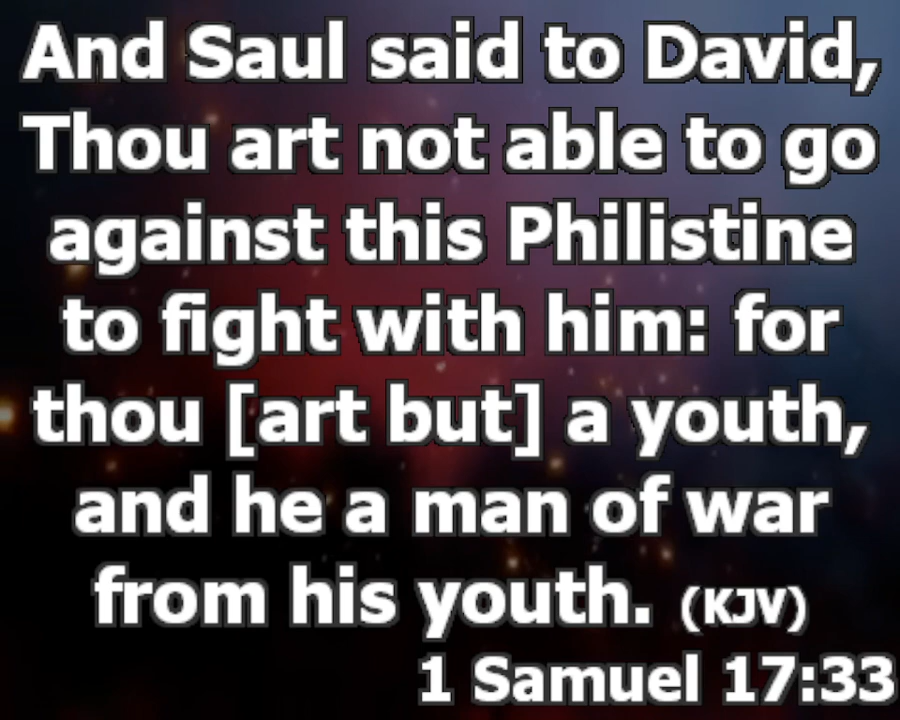 And Saul said to David,
Thou art not able to go
against this Philistine
to fight with him: for
thou [art but] a youth,
and he a man of war
from his youth. (KJV)
1 Samuel 17:33